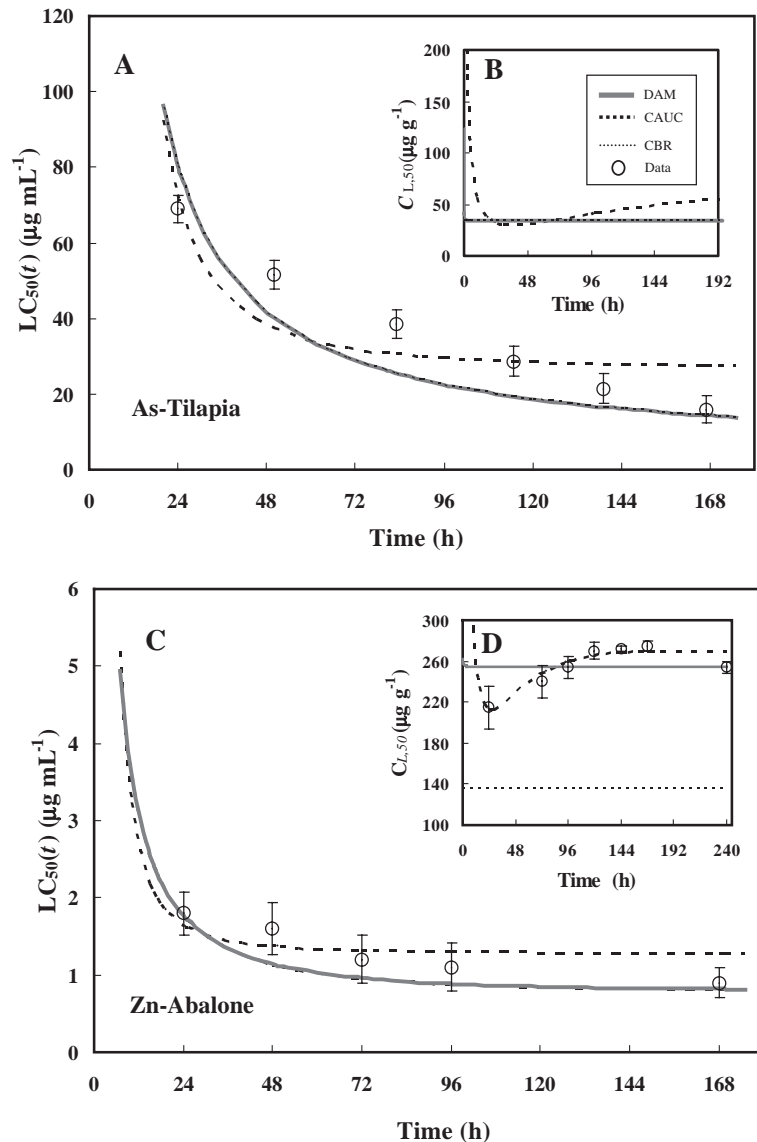 A
LC50(t) (µg mL-1)
120
100
80
60
40
20
0
As-Tilapia
0 24 48 72 96 120 144 168
Time (h)
B
CL,50(µg g-1)
200
150
100
50
0
0 48 96 144 192
Time (h)
DAM
CAUC
CBR
Data
C
LC50(t) (µg mL-1)
6
5
4
3
2
1
0
Zn-Abalone
0 24 48 72 96 120 144 168
Time (h)
D
CL,50(µg g-1)
300
260
220
180
140
100
0 48 96 144 192 240
Time (h)